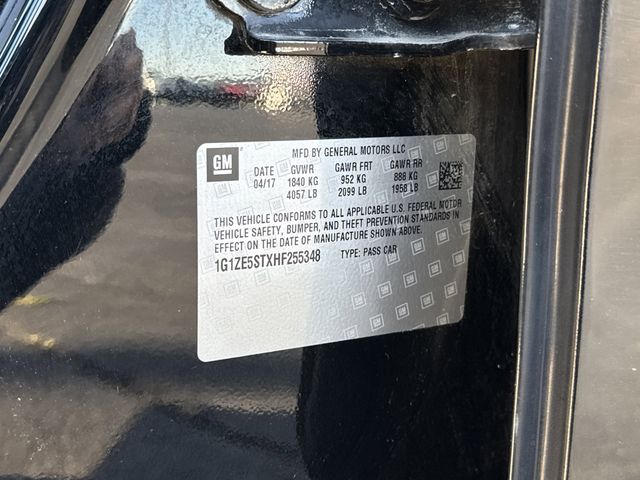 GM
MFD BY GENERAL MOTORS LLC
DATE GVWR GAWR FRT GAWR RR
04/17 1840 KG 952 KG 888 KG
4057 LB 2099 LB 1958 LB
THIS VEHICLE CONFORMS TO ALL APPLICABLE U.S. FEDERAL MOTOR
VEHICLE SAFETY, BUMPER, AND THEFT PREVENTION STANDARDS IN
EFFECT ON THE DATE OF MANUFACTURE SHOWN ABOVE.
1G1ZE5STXHF255348 TYPE: PASS CAR